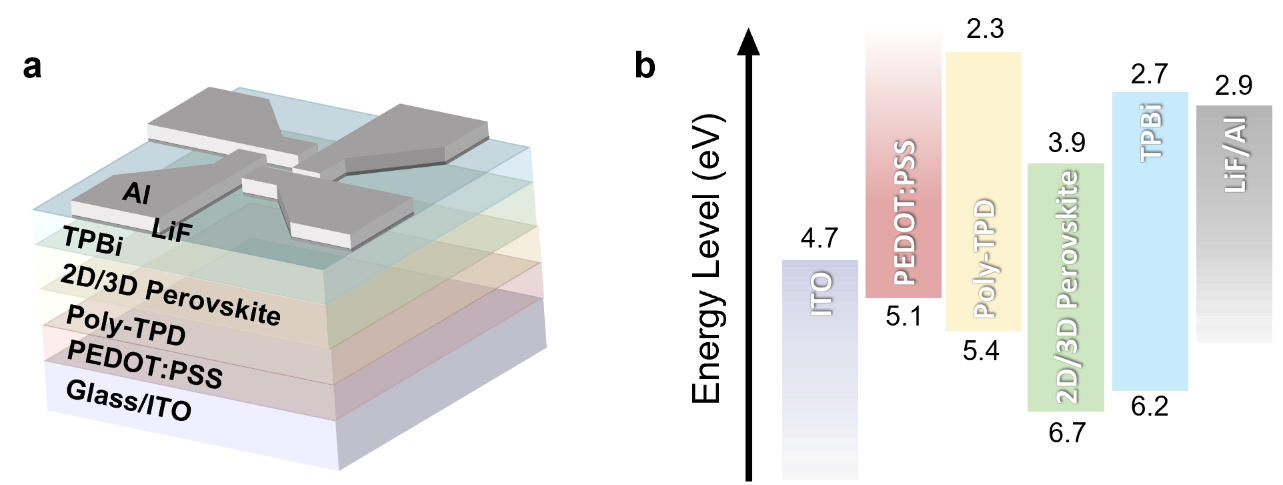 a
Al
LiF
TPBi
2D/3D Perovskite
Poly-TPD
PEDOT:PSS
Glass/ITO
b
Energy Level (eV)
4.7
ITO
PEDOT:PSS
5.1
2.3
Poly-TPD
5.4
3.9
2D/3D Perovskite
6.7
2.7
TPBi
6.2
2.9
LiF/Al